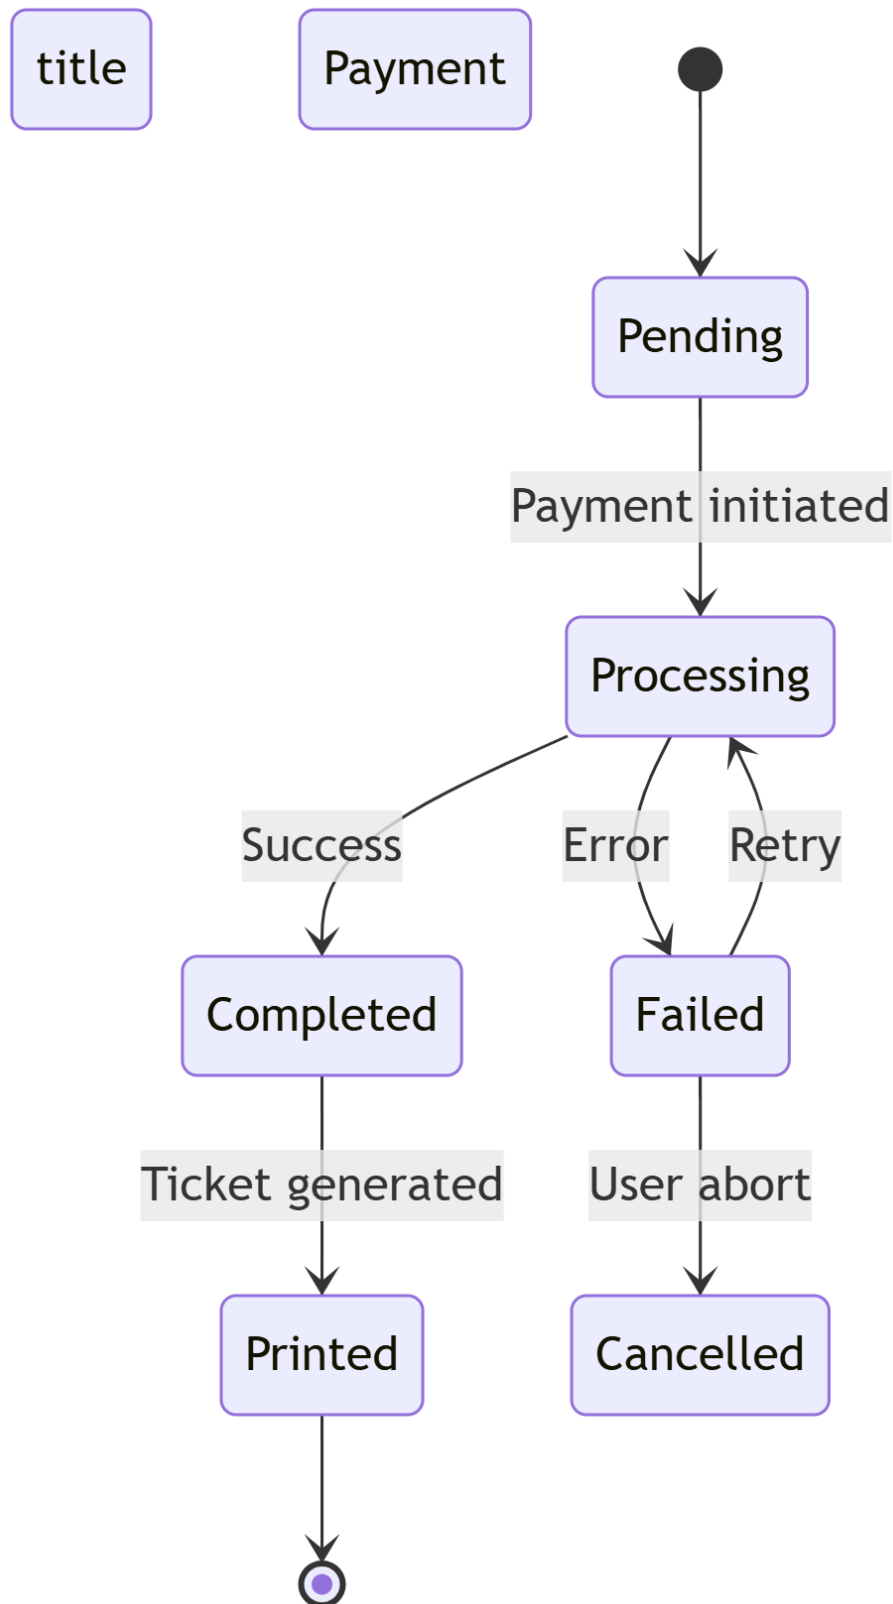 title
Payment
Pending
Payment initiated
Processing
Success
Error
Retry
Completed
Failed
Ticket generated
User abort
Printed
Cancelled